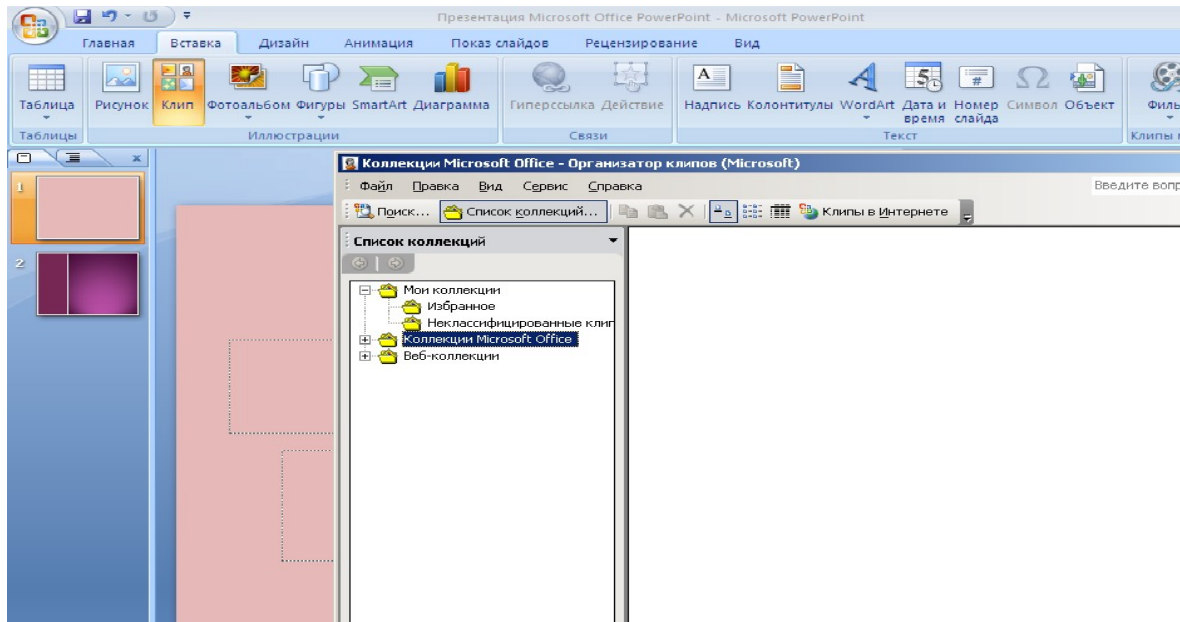 Презентация Microsoft Office PowerPoint - Microsoft PowerPoint
Главная Вставка Дизайн Анимация Показ слайдов Рецензирование Вид
Таблица Рисунок Клип Фотоальбом Фигуры SmartArt Диаграмма Гиперссылка Действие Надпись Колонтитулы WordArt Дата и время Номер слайда Символ Объект
Таблицы Иллюстрации Связи Текст Клипы
1
2
Коллекции Microsoft Office - Организатор клипов (Microsoft)
Файл Правка Вид Сервис Справка Введите
Поиск... Список коллекций... Клипы в Интернете
Список коллекций
Мои коллекции
Избранное
Неклассифицированные
Коллекции Microsoft Office
Веб-коллекции